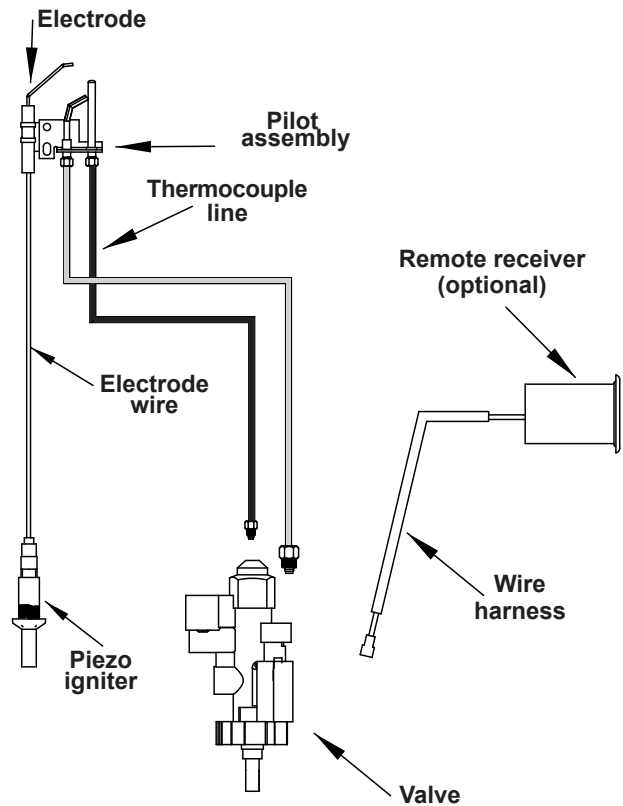 Electrode
Pilot
assembly
Thermocouple
line
Remote receiver
(optional)
Electrode
wire
Wire
harness
Piezo
igniter
Valve